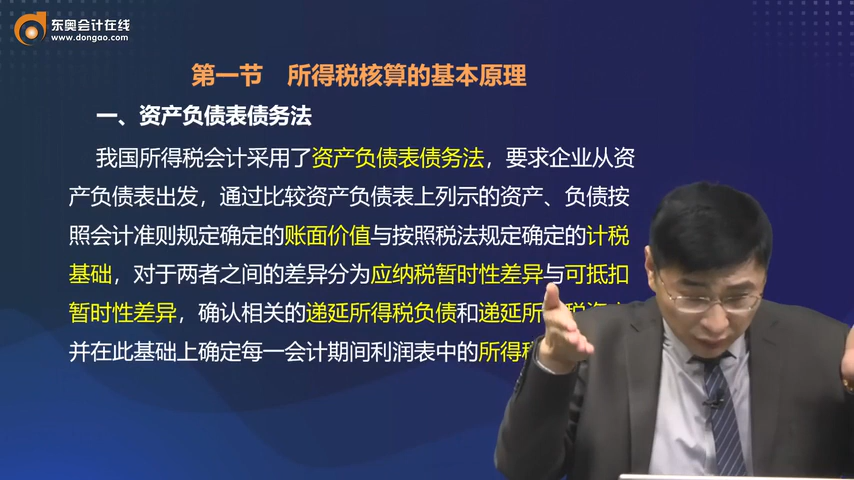 东奥会计在线
www.dongao.com
第一节 所得税核算的基本原理
一、资产负债表债务法
我国所得税会计采用了资产负债表债务法，要求企业从资
产负债表出发，通过比较资产负债表上列示的资产、负债按
照会计准则规定确定的账面价值与按照税法规定确定的计税
基础，对于两者之间的差异分为应纳税暂时性差异与可抵扣
暂时性差异，确认相关的递延所得税负债和递延所
并在此基础上确定每一会计期间利润表中的所得税